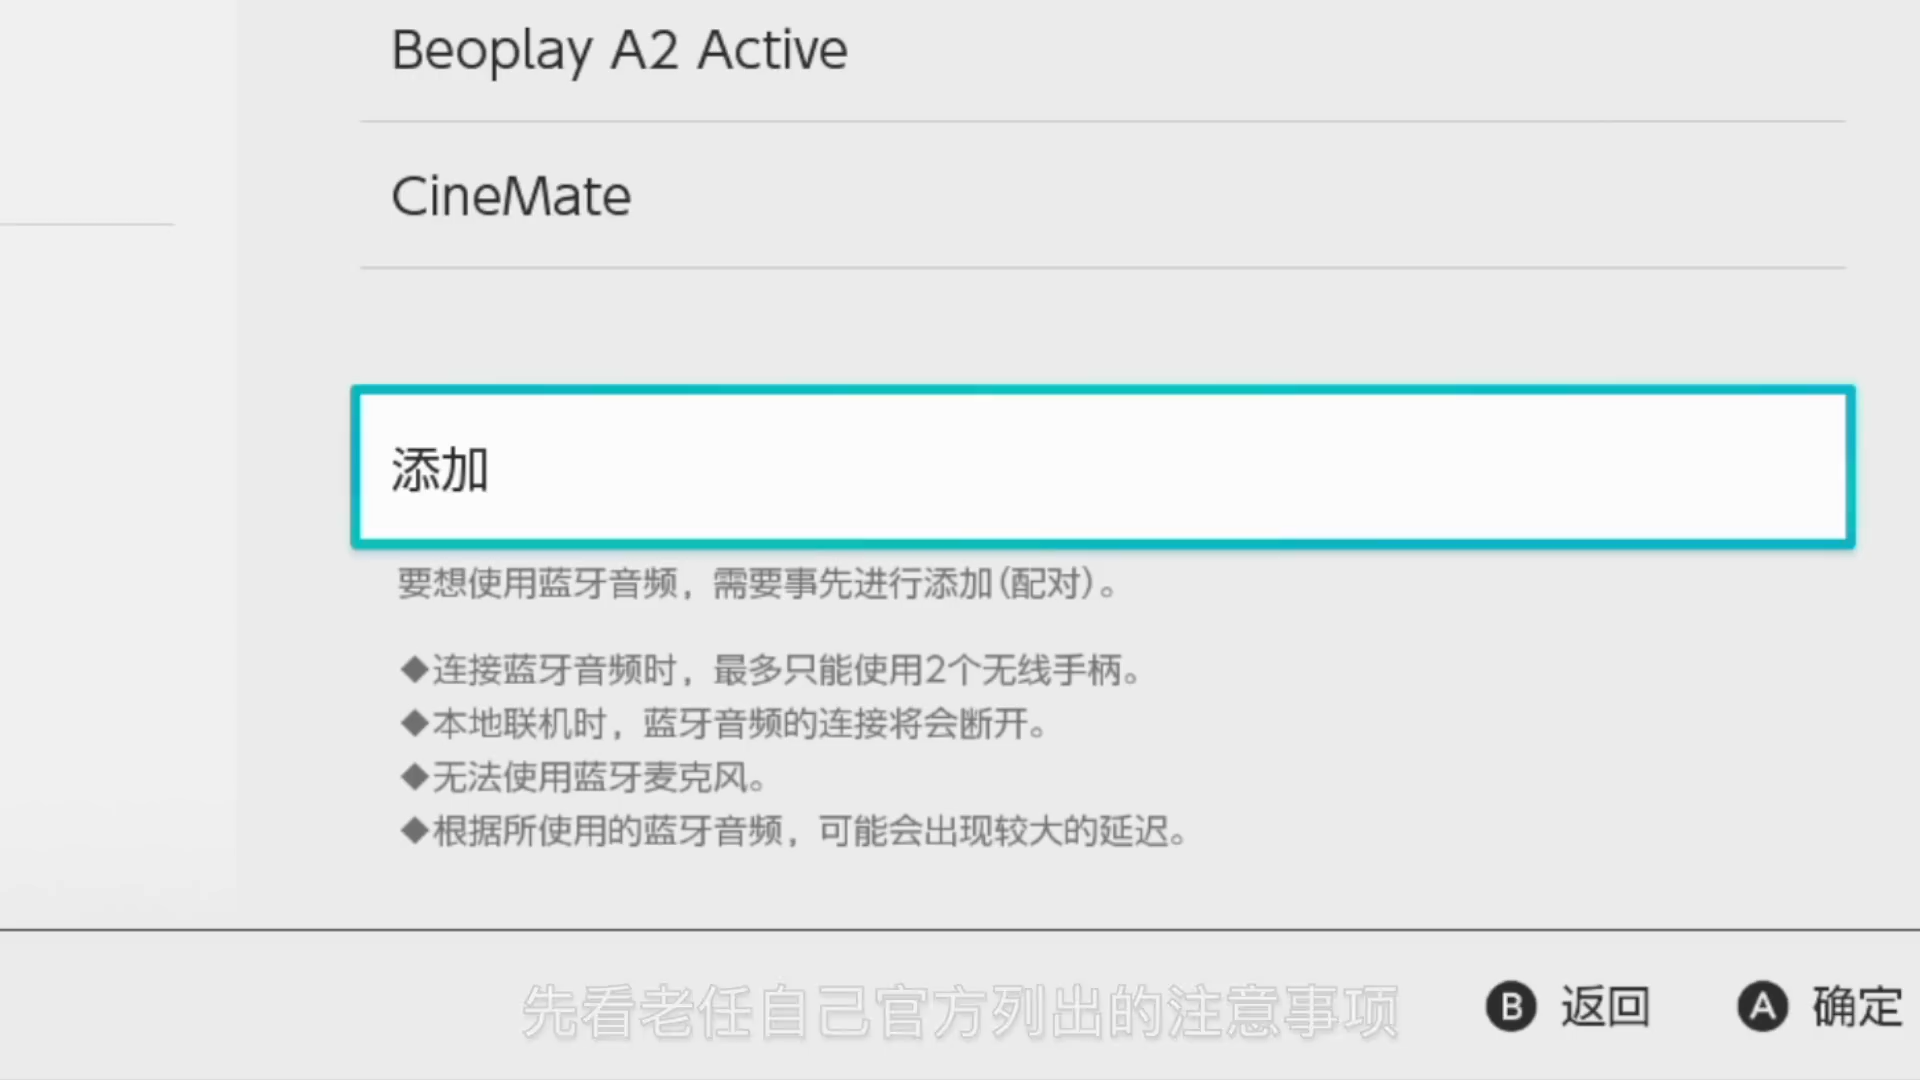 Beoplay A2 Active
CineMate
添加
要想使用蓝牙音频，需要事先进行添加(配对)。
◆连接蓝牙音频时，最多只能使用2个无线手柄。
◆本地联机时，蓝牙音频的连接将会断开。
◆无法使用蓝牙麦克风。
◆根据所使用的蓝牙音频，可能会出现较大的延迟。
先看老任自己官方列出的注意事项
B 返回 A 确定